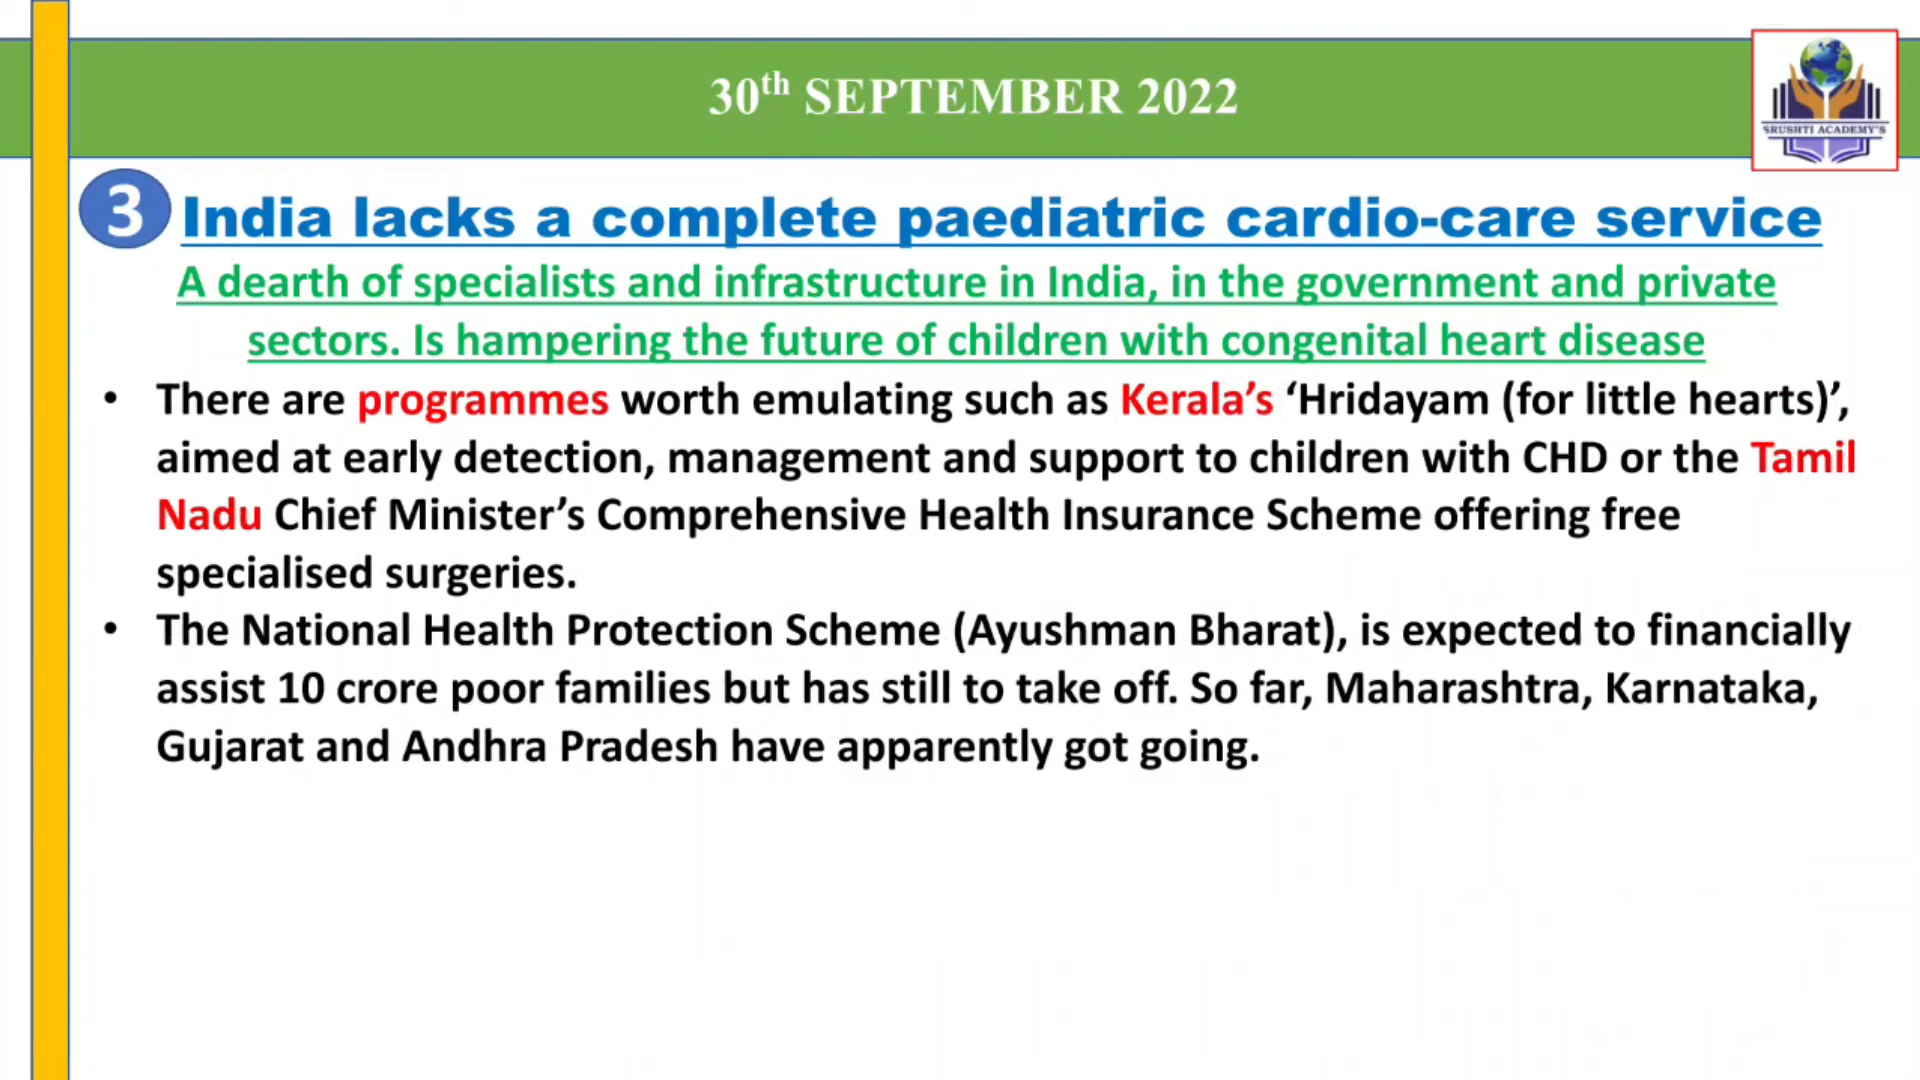 30th SEPTEMBER 2022
SRUSHTI ACADEMY'S
3 India lacks a complete paediatric cardio-care service
A dearth of specialists and infrastructure in India, in the government and private
sectors. Is hampering the future of children with congenital heart disease
• There are programmes worth emulating such as Kerala’s ‘Hridayam (for little hearts)’,
aimed at early detection, management and support to children with CHD or the Tamil
Nadu Chief Minister’s Comprehensive Health Insurance Scheme offering free
specialised surgeries.
• The National Health Protection Scheme (Ayushman Bharat), is expected to financially
assist 10 crore poor families but has still to take off. So far, Maharashtra, Karnataka,
Gujarat and Andhra Pradesh have apparently got going.